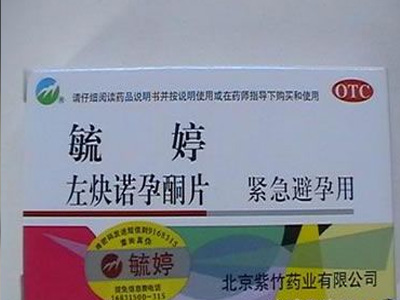 请仔细阅读药品说明书并按说明使用或在药师指导下购买和使用
OTC
毓婷
左炔诺孕酮片 紧急避孕用
毓婷
16831500-315
北京紫竹药业有限公司